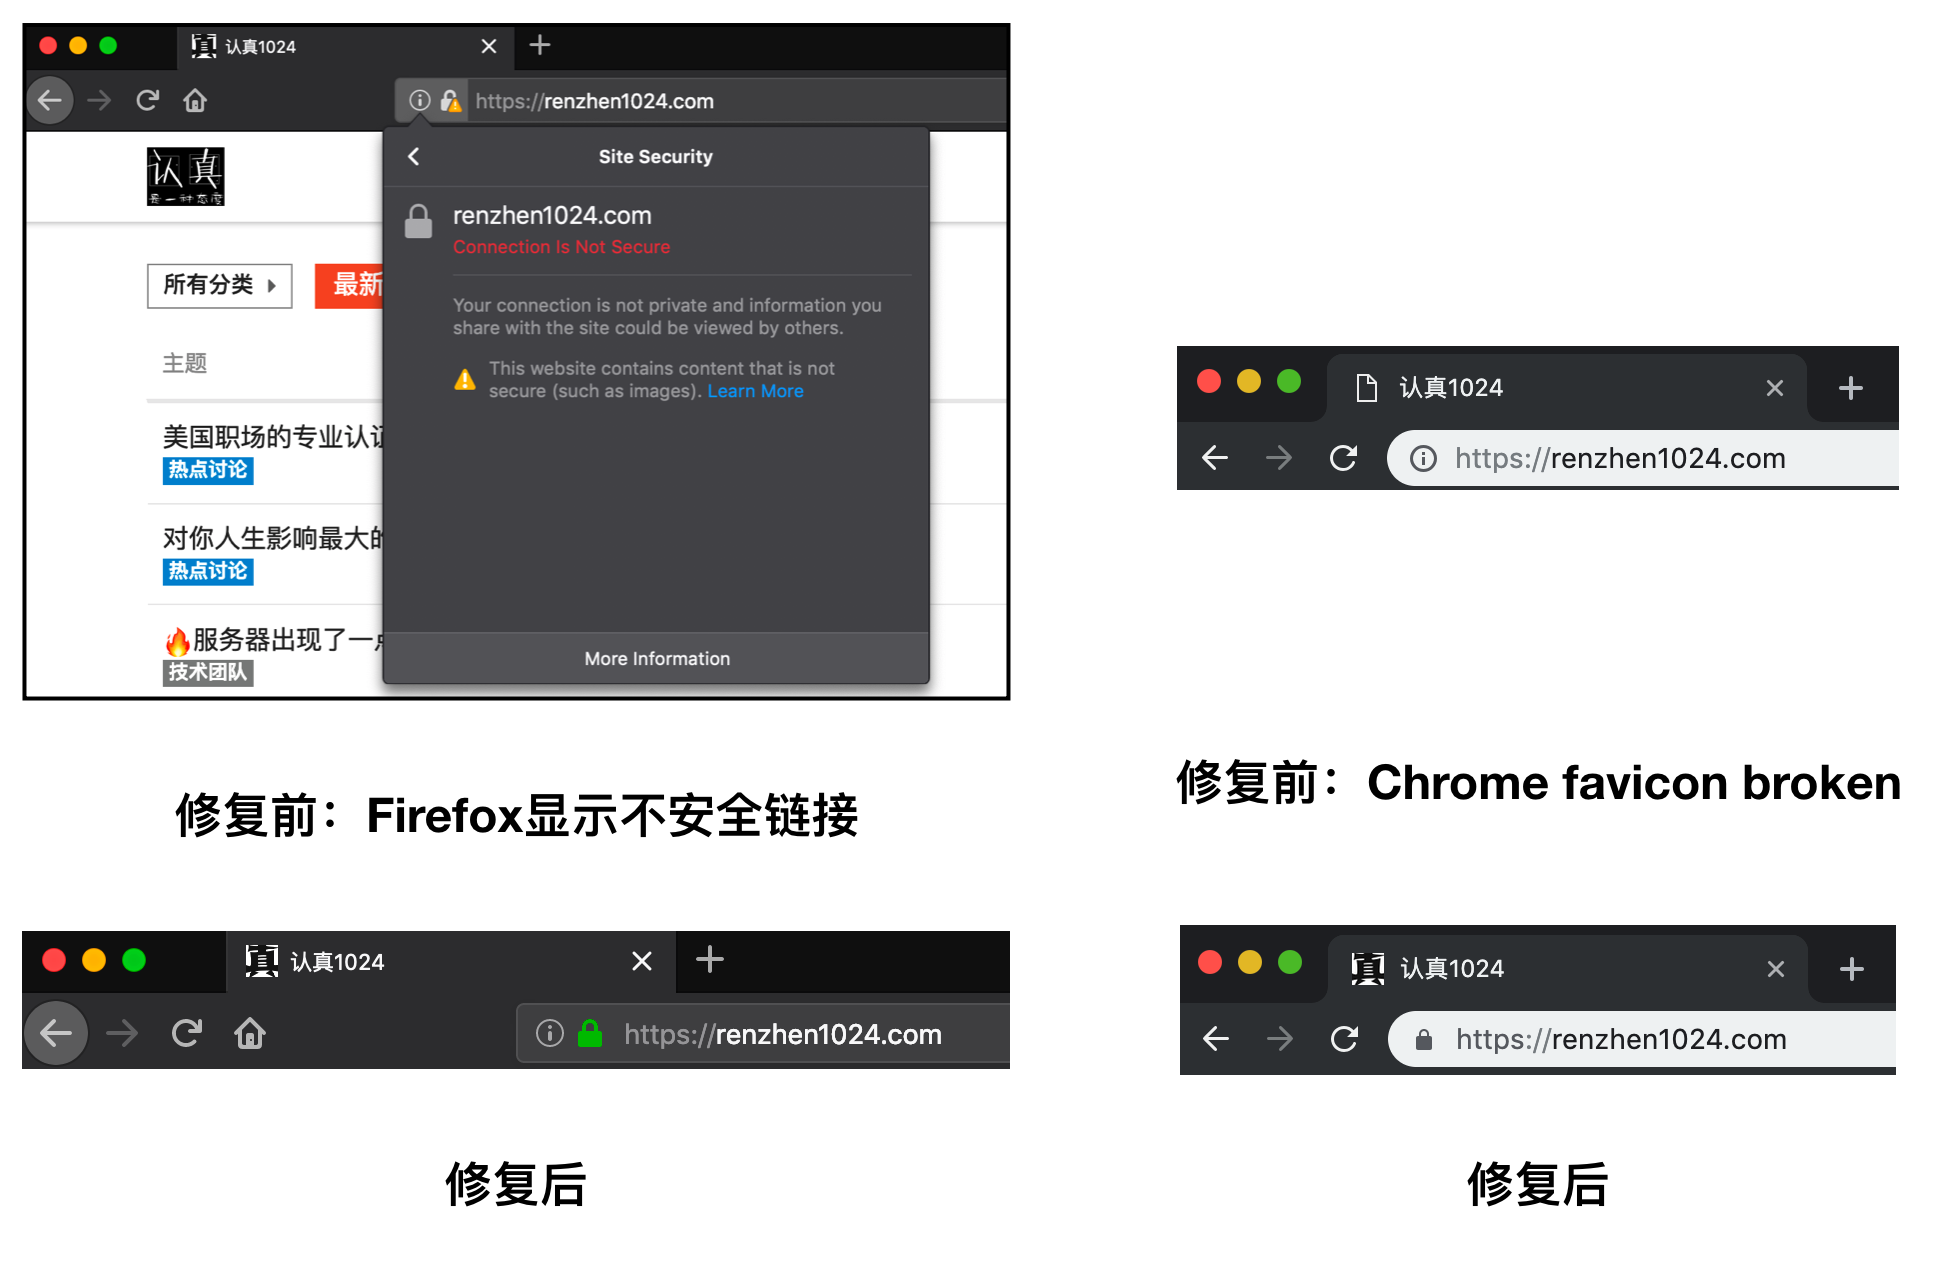 认真1024
https://renzhen1024.com
认真
是一种态度
Site Security
renzhen1024.com
Connection Is Not Secure
所有分类
最新
Your connection is not private and information you
share with the site could be viewed by others.
主题
This website contains content that is not
secure (such as images). Learn More
美国职场的专业认证
热点讨论
对你人生影响最大的
热点讨论
🔥服务器出现了一点
技术团队
More Information
修复前：Firefox显示不安全链接
认真1024
https://renzhen1024.com
修复前：Chrome favicon broken
认真1024
https://renzhen1024.com
修复后
认真1024
https://renzhen1024.com
修复后